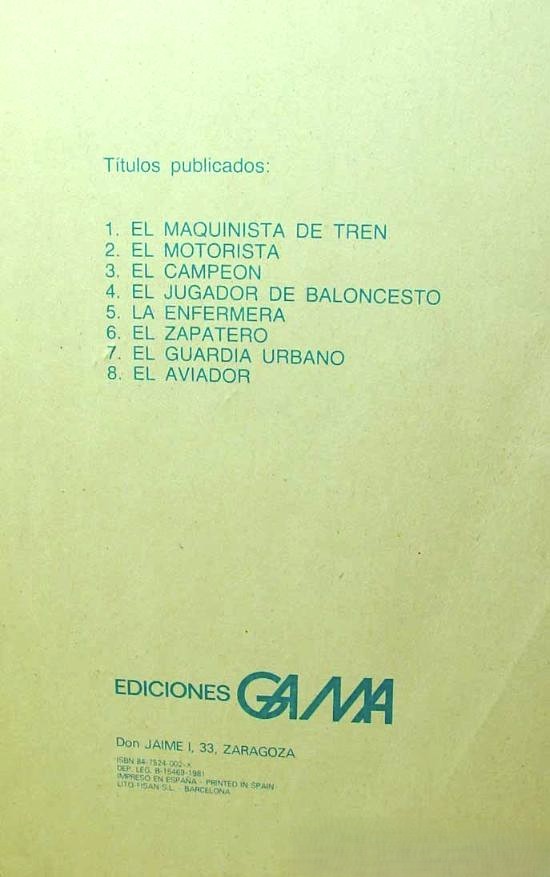 Títulos publicados:
1. EL MAQUINISTA DE TREN
2. EL MOTORISTA
3. EL CAMPEON
4. EL JUGADOR DE BALONCESTO
5. LA ENFERMERA
6. EL ZAPATERO
7. EL GUARDIA URBANO
8. EL AVIADOR
EDICIONES GAMA
Don JAIME I, 33, ZARAGOZA
ISBN 84-7524-002-X
DEP. LEG. B-15469-1981
IMPRESO EN ESPAÑA - PRINTED IN SPAIN
LITO-FISAN S.L. - BARCELONA